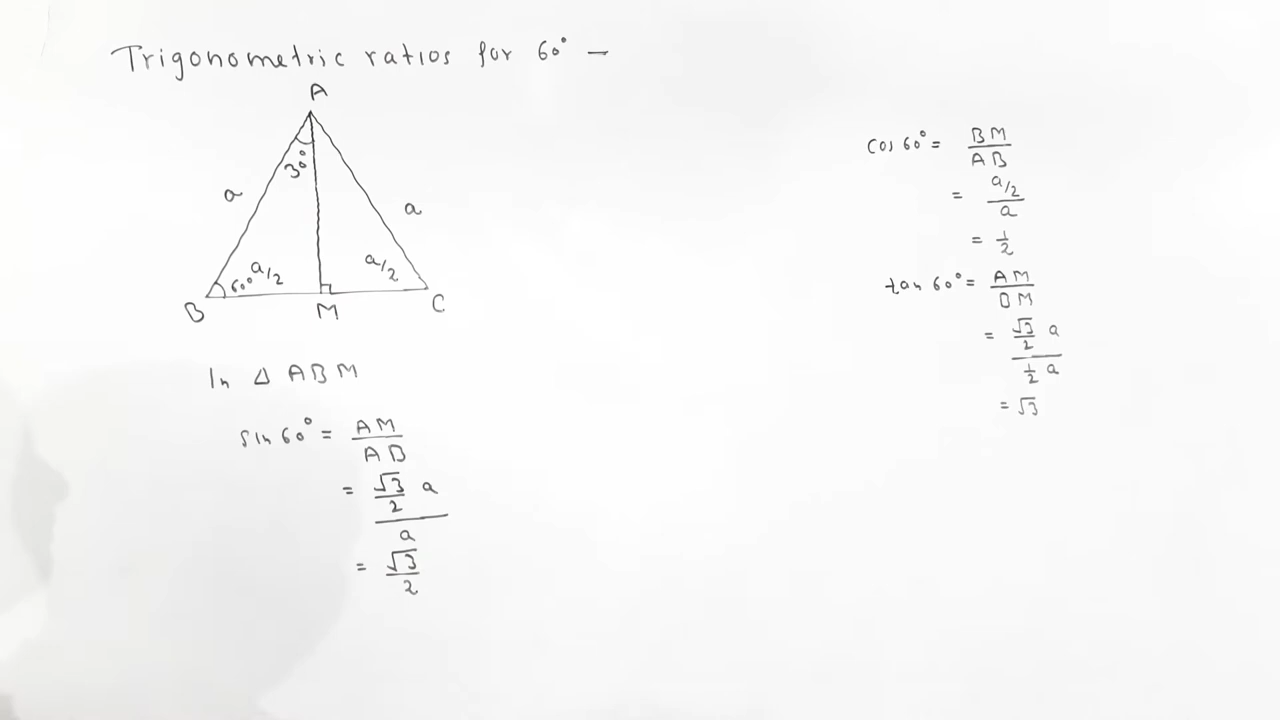 Trigonometric ratios for 60° —
A
30°
a
a
60°
a/2
a/2
B
M
C
In Δ ABM
sin 60° = AM / AB
= √3/2 a / a
= √3/2
cos 60° = BM / AB
= a/2 / a
= 1/2
tan 60° = AM / BM
= √3/2 a / 1/2 a
= √3